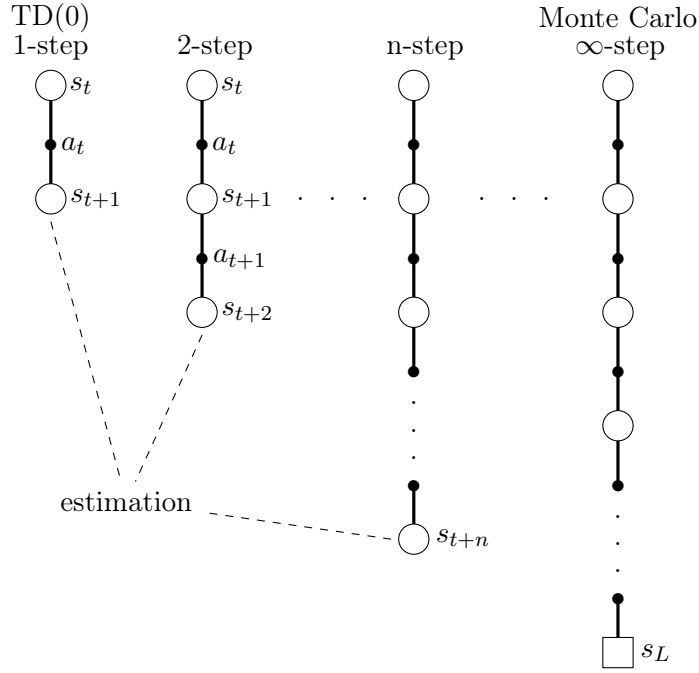 TD(0) Monte Carlo
1-step 2-step n-step ∞-step
s_t s_t
a_t a_t
s_{t+1} s_{t+1} . . . . . .
a_{t+1}
s_{t+2}
estimation
s_{t+n}
s_L